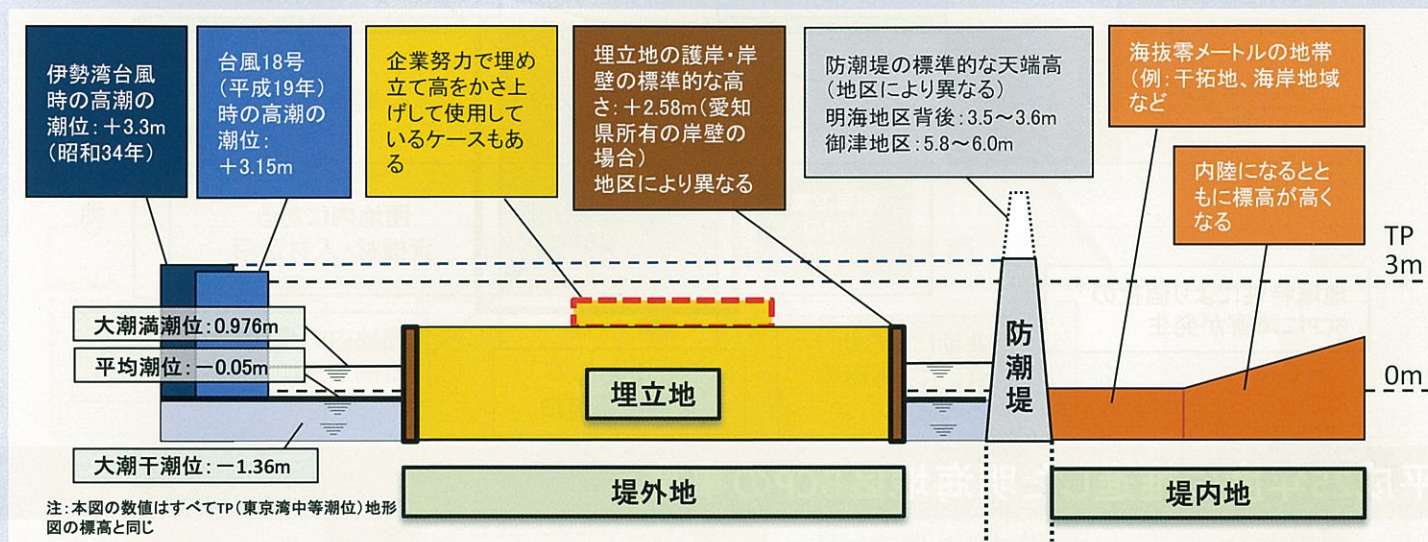 伊勢湾台風
時の高潮の
潮位：＋3.3m
（昭和34年）
台風18号
（平成19年）
時の高潮の
潮位：
＋3.15m
企業努力で埋め
立て高をかさ上
げして使用して
いるケースもあ
る
埋立地の護岸・岸
壁の標準的な高
さ：＋2.58m（愛知
県所有の岸壁の
場合）
地区により異なる
防潮堤の標準的な天端高
（地区により異なる）
明海地区背後：3.5～3.6m
御津地区：5.8～6.0m
海抜零メートルの地帯
（例：干拓地、海岸地域
など
内陸になるとと
もに標高が高く
なる
TP
3m
大潮満潮位：0.976m
平均潮位：－0.05m
0m
埋立地
防潮堤
大潮干潮位：－1.36m
堤外地
堤内地
注：本図の数値はすべてTP（東京湾中等潮位）地形
図の標高と同じ